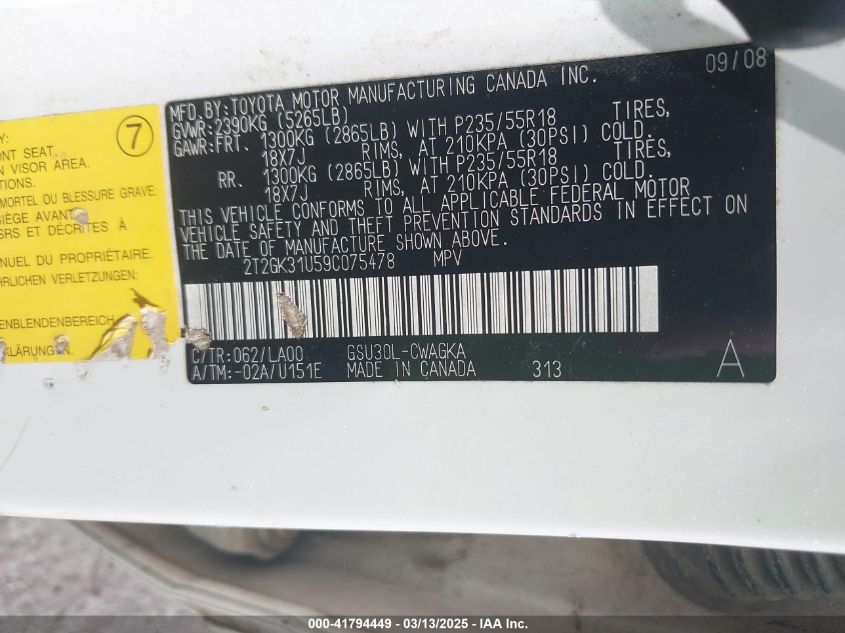 09/08
MFD.BY:TOYOTA MOTOR MANUFACTURING CANADA INC.
GVWR:2390KG (5265LB)
GAWR:FRT. 1300KG (2865LB) WITH P235/55R18 TIRES,
18X7J RIMS, AT 210KPA (30PSI) COLD.
RR. 1300KG (2865LB) WITH P235/55R18 TIRES,
18X7J RIMS, AT 210KPA (30PSI) COLD.
THIS VEHICLE CONFORMS TO ALL APPLICABLE FEDERAL MOTOR
VEHICLE SAFETY AND THEFT PREVENTION STANDARDS IN EFFECT ON
THE DATE OF MANUFACTURE SHOWN ABOVE.
2T2GK31U59C075478 MPV
C/TR:062/LA00 GSU30L-CWAGKA
A/TM:-02A/U151E MADE IN CANADA 313
A
7
Y:
ONT SEAT.
N VISOR AREA.
TIONS.
MORTEL OU BLESSURE GRAVE:
SIÈGE AVANT
SRS ET DÉCRITES À
NUEL DU PROPRIÉTAIRE.
HRLICHEN VERLETZUNGEN:
ENBLENDENBEREICH
KLÄRUNGEN.
000-41794449 - 03/13/2025 - IAA Inc.